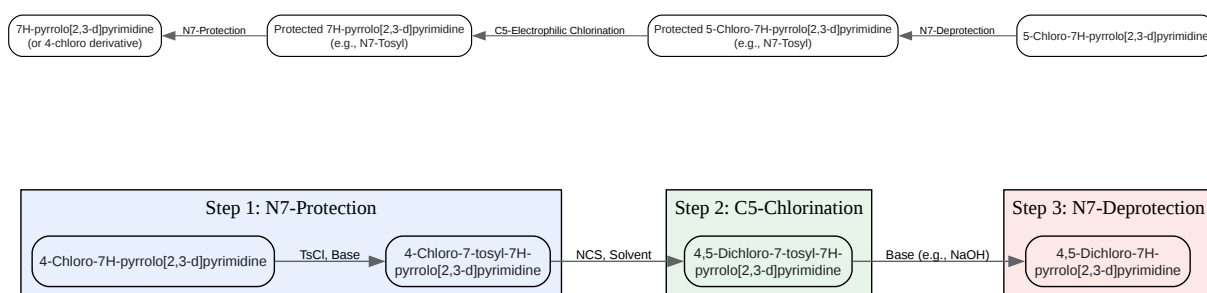 7H-pyrrolo[2,3-d]pyrimidine
(or 4-chloro derivative)
N7-Protection
Protected 7H-pyrrolo[2,3-d]pyrimidine
(e.g., N7-Tosyl)
C5-Electrophilic Chlorination
Protected 5-Chloro-7H-pyrrolo[2,3-d]pyrimidine
(e.g., N7-Tosyl)
N7-Deprotection
5-Chloro-7H-pyrrolo[2,3-d]pyrimidine
Step 1: N7-Protection
4-Chloro-7H-pyrrolo[2,3-d]pyrimidine
TsCl, Base
4-Chloro-7-tosyl-7H-
pyrrolo[2,3-d]pyrimidine
NCS, Solvent
Step 2: C5-Chlorination
4,5-Dichloro-7-tosyl-7H-
pyrrolo[2,3-d]pyrimidine
Base (e.g., NaOH)
Step 3: N7-Deprotection
4,5-Dichloro-7H-
pyrrolo[2,3-d]pyrimidine